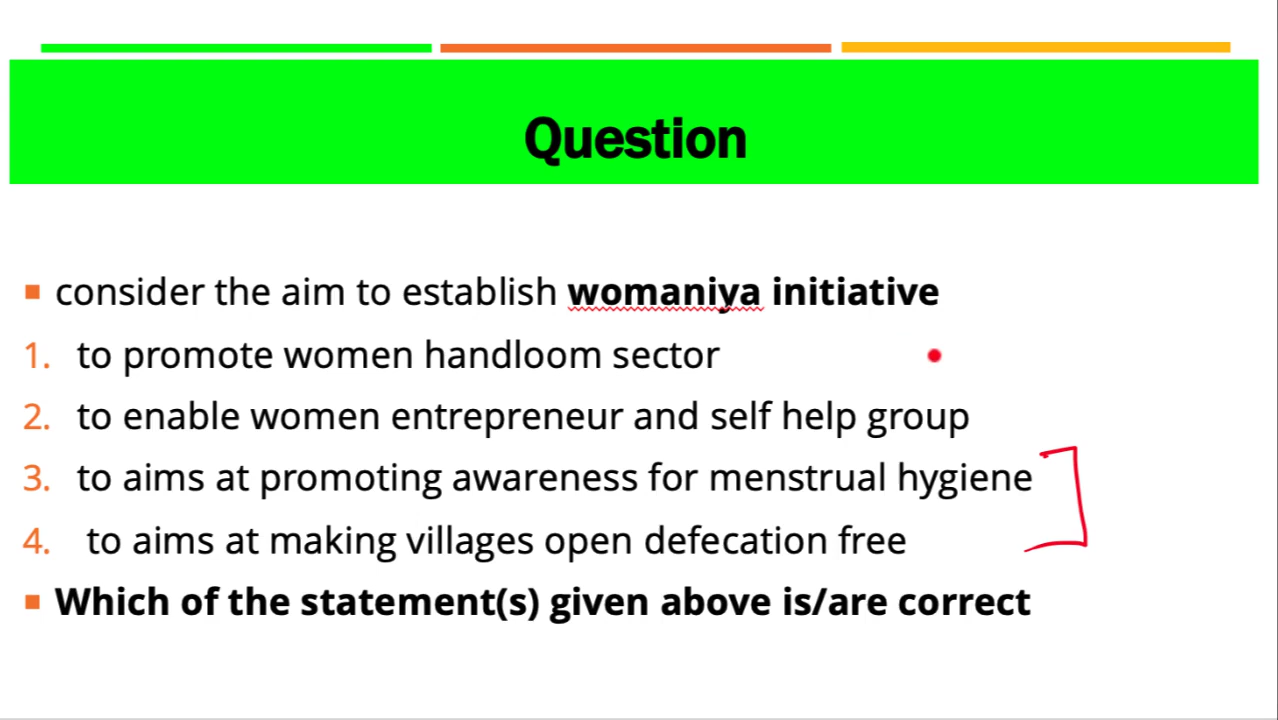 Question
consider the aim to establish womaniya initiative
1. to promote women handloom sector
2. to enable women entrepreneur and self help group
3. to aims at promoting awareness for menstrual hygiene
4. to aims at making villages open defecation free
Which of the statement(s) given above is/are correct